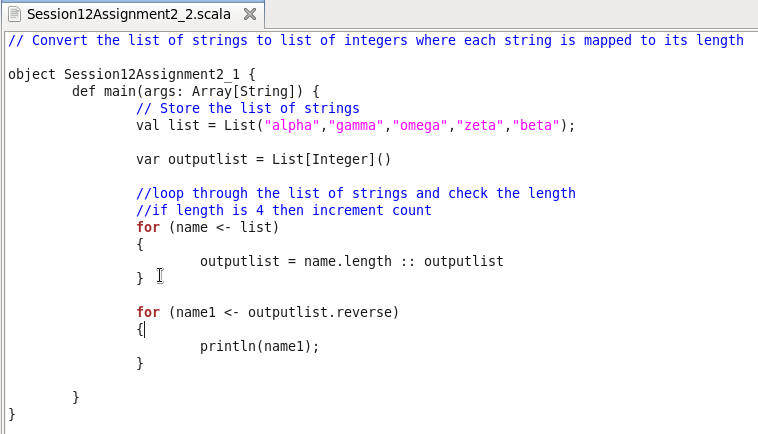 Session12Assignment2_2.scala
// Convert the list of strings to list of integers where each string is mapped to its length
object Session12Assignment2_1 {
def main(args: Array[String]) {
// Store the list of strings
val list = List("alpha","gamma","omega","zeta","beta");
var outputlist = List[Integer]()
//loop through the list of strings and check the length
//if length is 4 then increment count
for (name <- list)
{
outputlist = name.length :: outputlist
}
for (name1 <- outputlist.reverse)
{
println(name1);
}
}
}